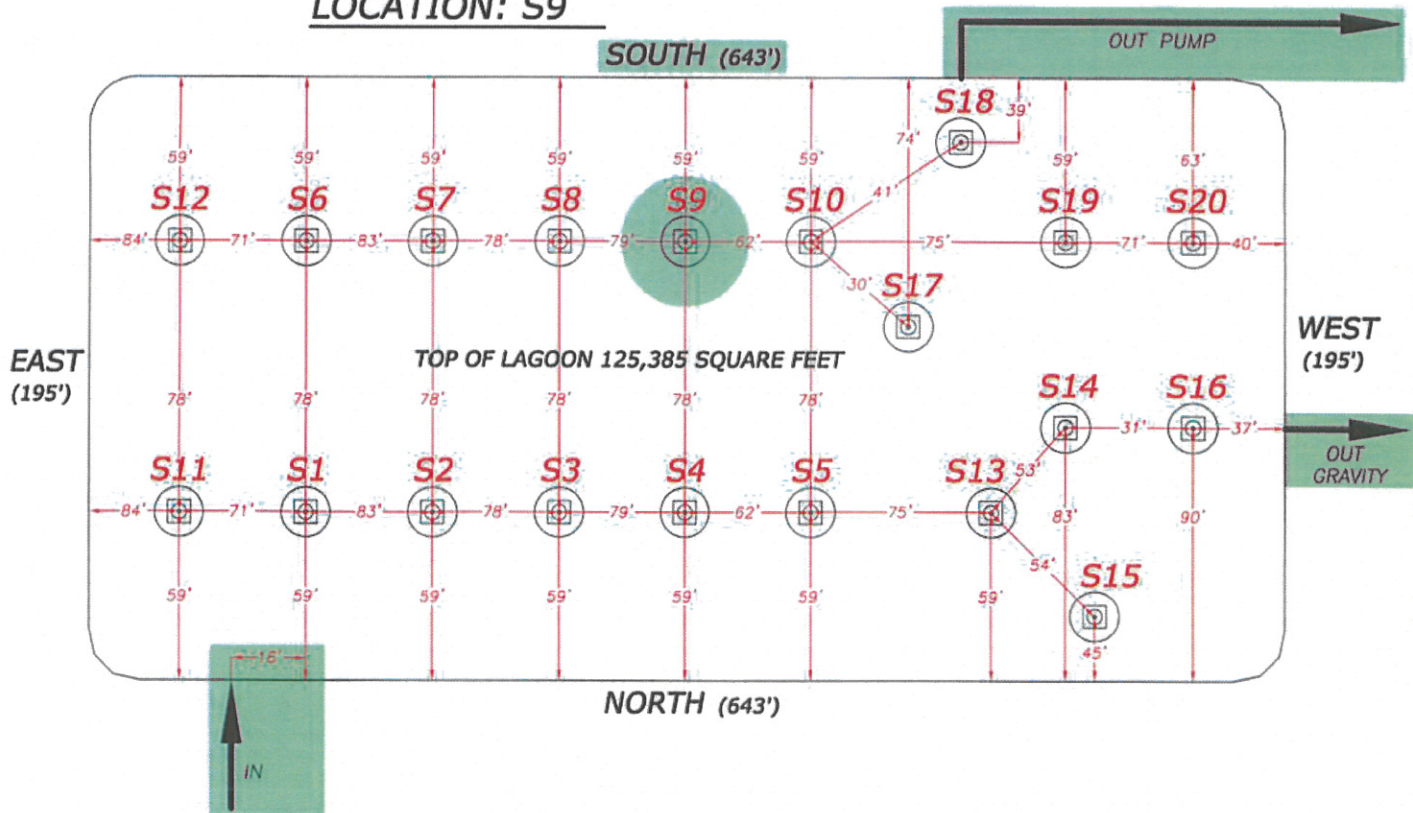 LOCATION: S9
OUT PUMP
SOUTH (643')
S18
39'
74'
59' 59' 59' 59' 59' 59' 59' 63'
S12 S6 S7 S8 S9 S10 S19 S20
41'
84' 71' 83' 78' 79' 62' 75' 71' 40'
30'
S17
EAST
(195')
TOP OF LAGOON 125,385 SQUARE FEET
WEST
(195')
78' 78' 78' 78' 78' 78'
S14 S16
31' 37'
OUT
GRAVITY
S11 S1 S2 S3 S4 S5 S13
53'
84' 71' 83' 78' 79' 62' 75'
83' 90'
54'
S15
59' 59' 59' 59' 59' 59' 59'
45'
16'
NORTH (643')
IN